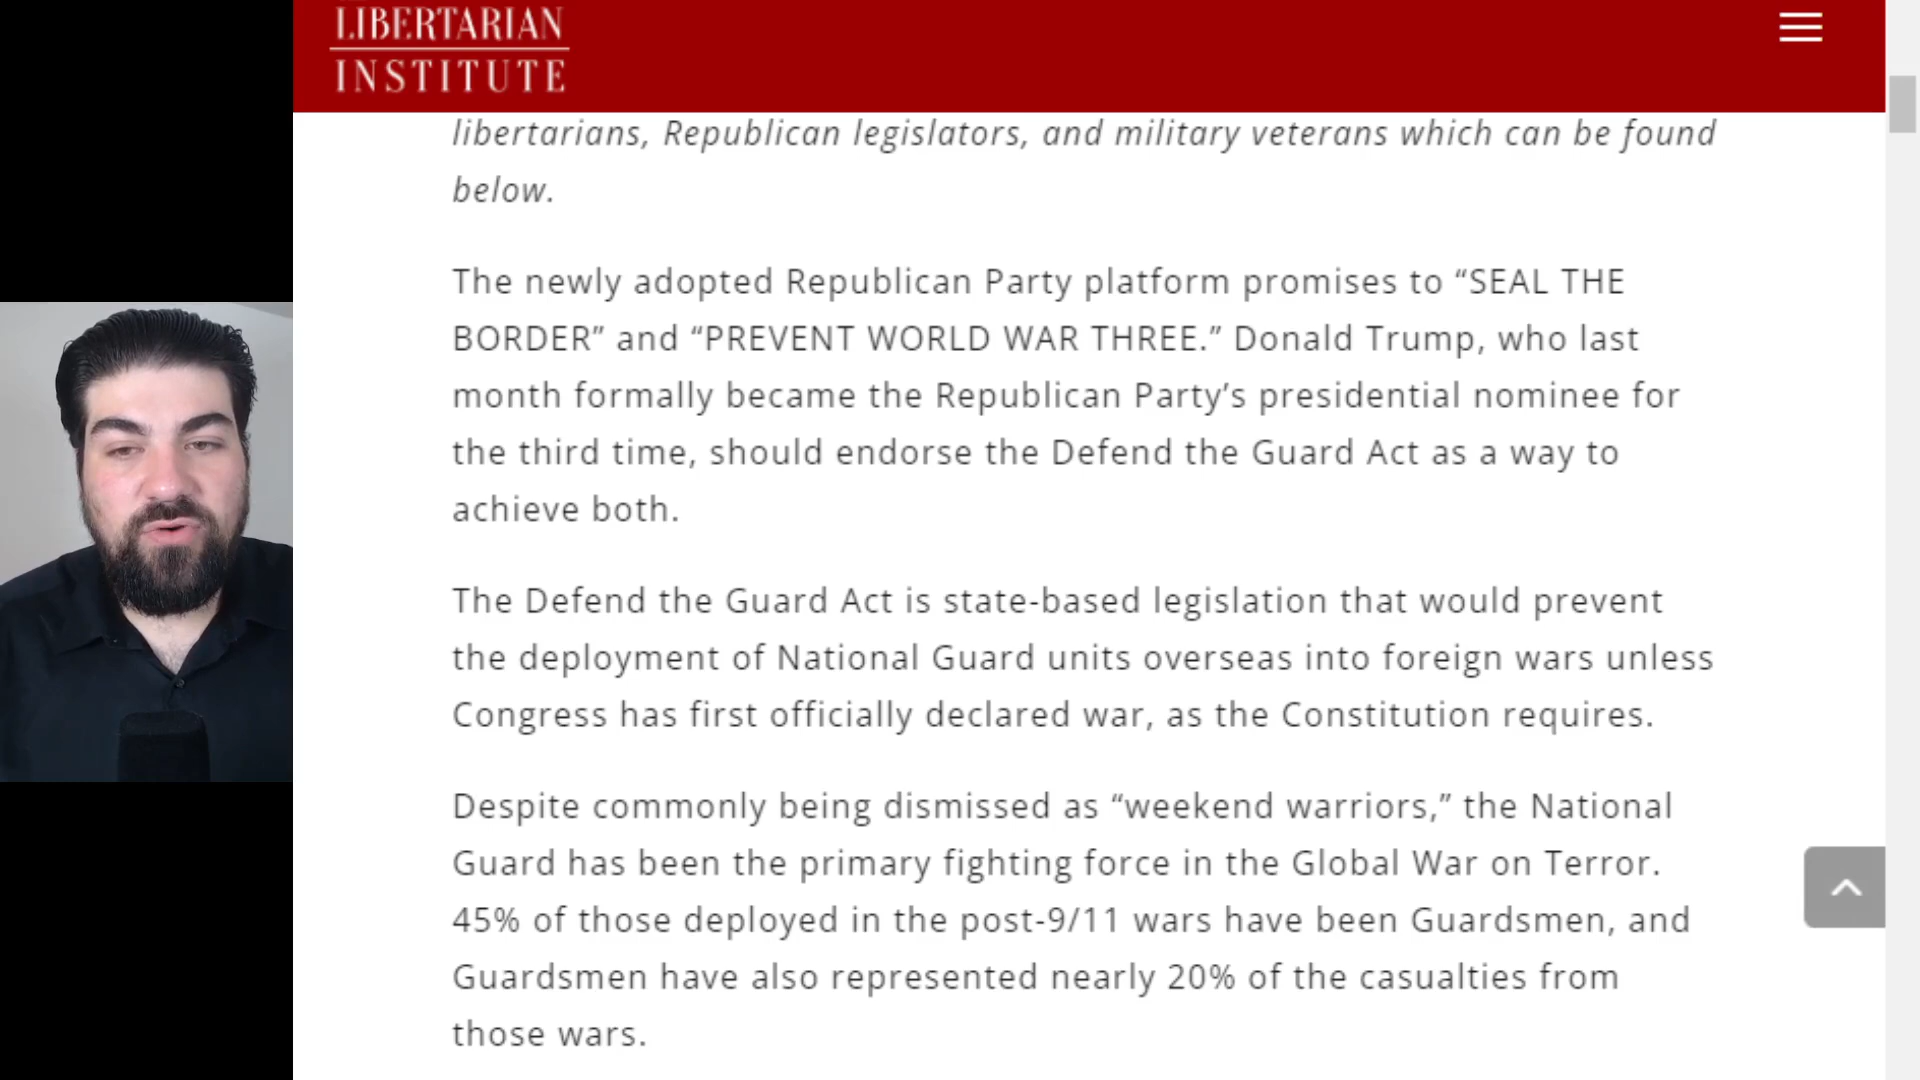 LIBERTARIAN
INSTITUTE
libertarians, Republican legislators, and military veterans which can be found
below.
The newly adopted Republican Party platform promises to “SEAL THE
BORDER” and “PREVENT WORLD WAR THREE.” Donald Trump, who last
month formally became the Republican Party’s presidential nominee for
the third time, should endorse the Defend the Guard Act as a way to
achieve both.
The Defend the Guard Act is state-based legislation that would prevent
the deployment of National Guard units overseas into foreign wars unless
Congress has first officially declared war, as the Constitution requires.
Despite commonly being dismissed as “weekend warriors,” the National
Guard has been the primary fighting force in the Global War on Terror.
45% of those deployed in the post-9/11 wars have been Guardsmen, and
Guardsmen have also represented nearly 20% of the casualties from
those wars.